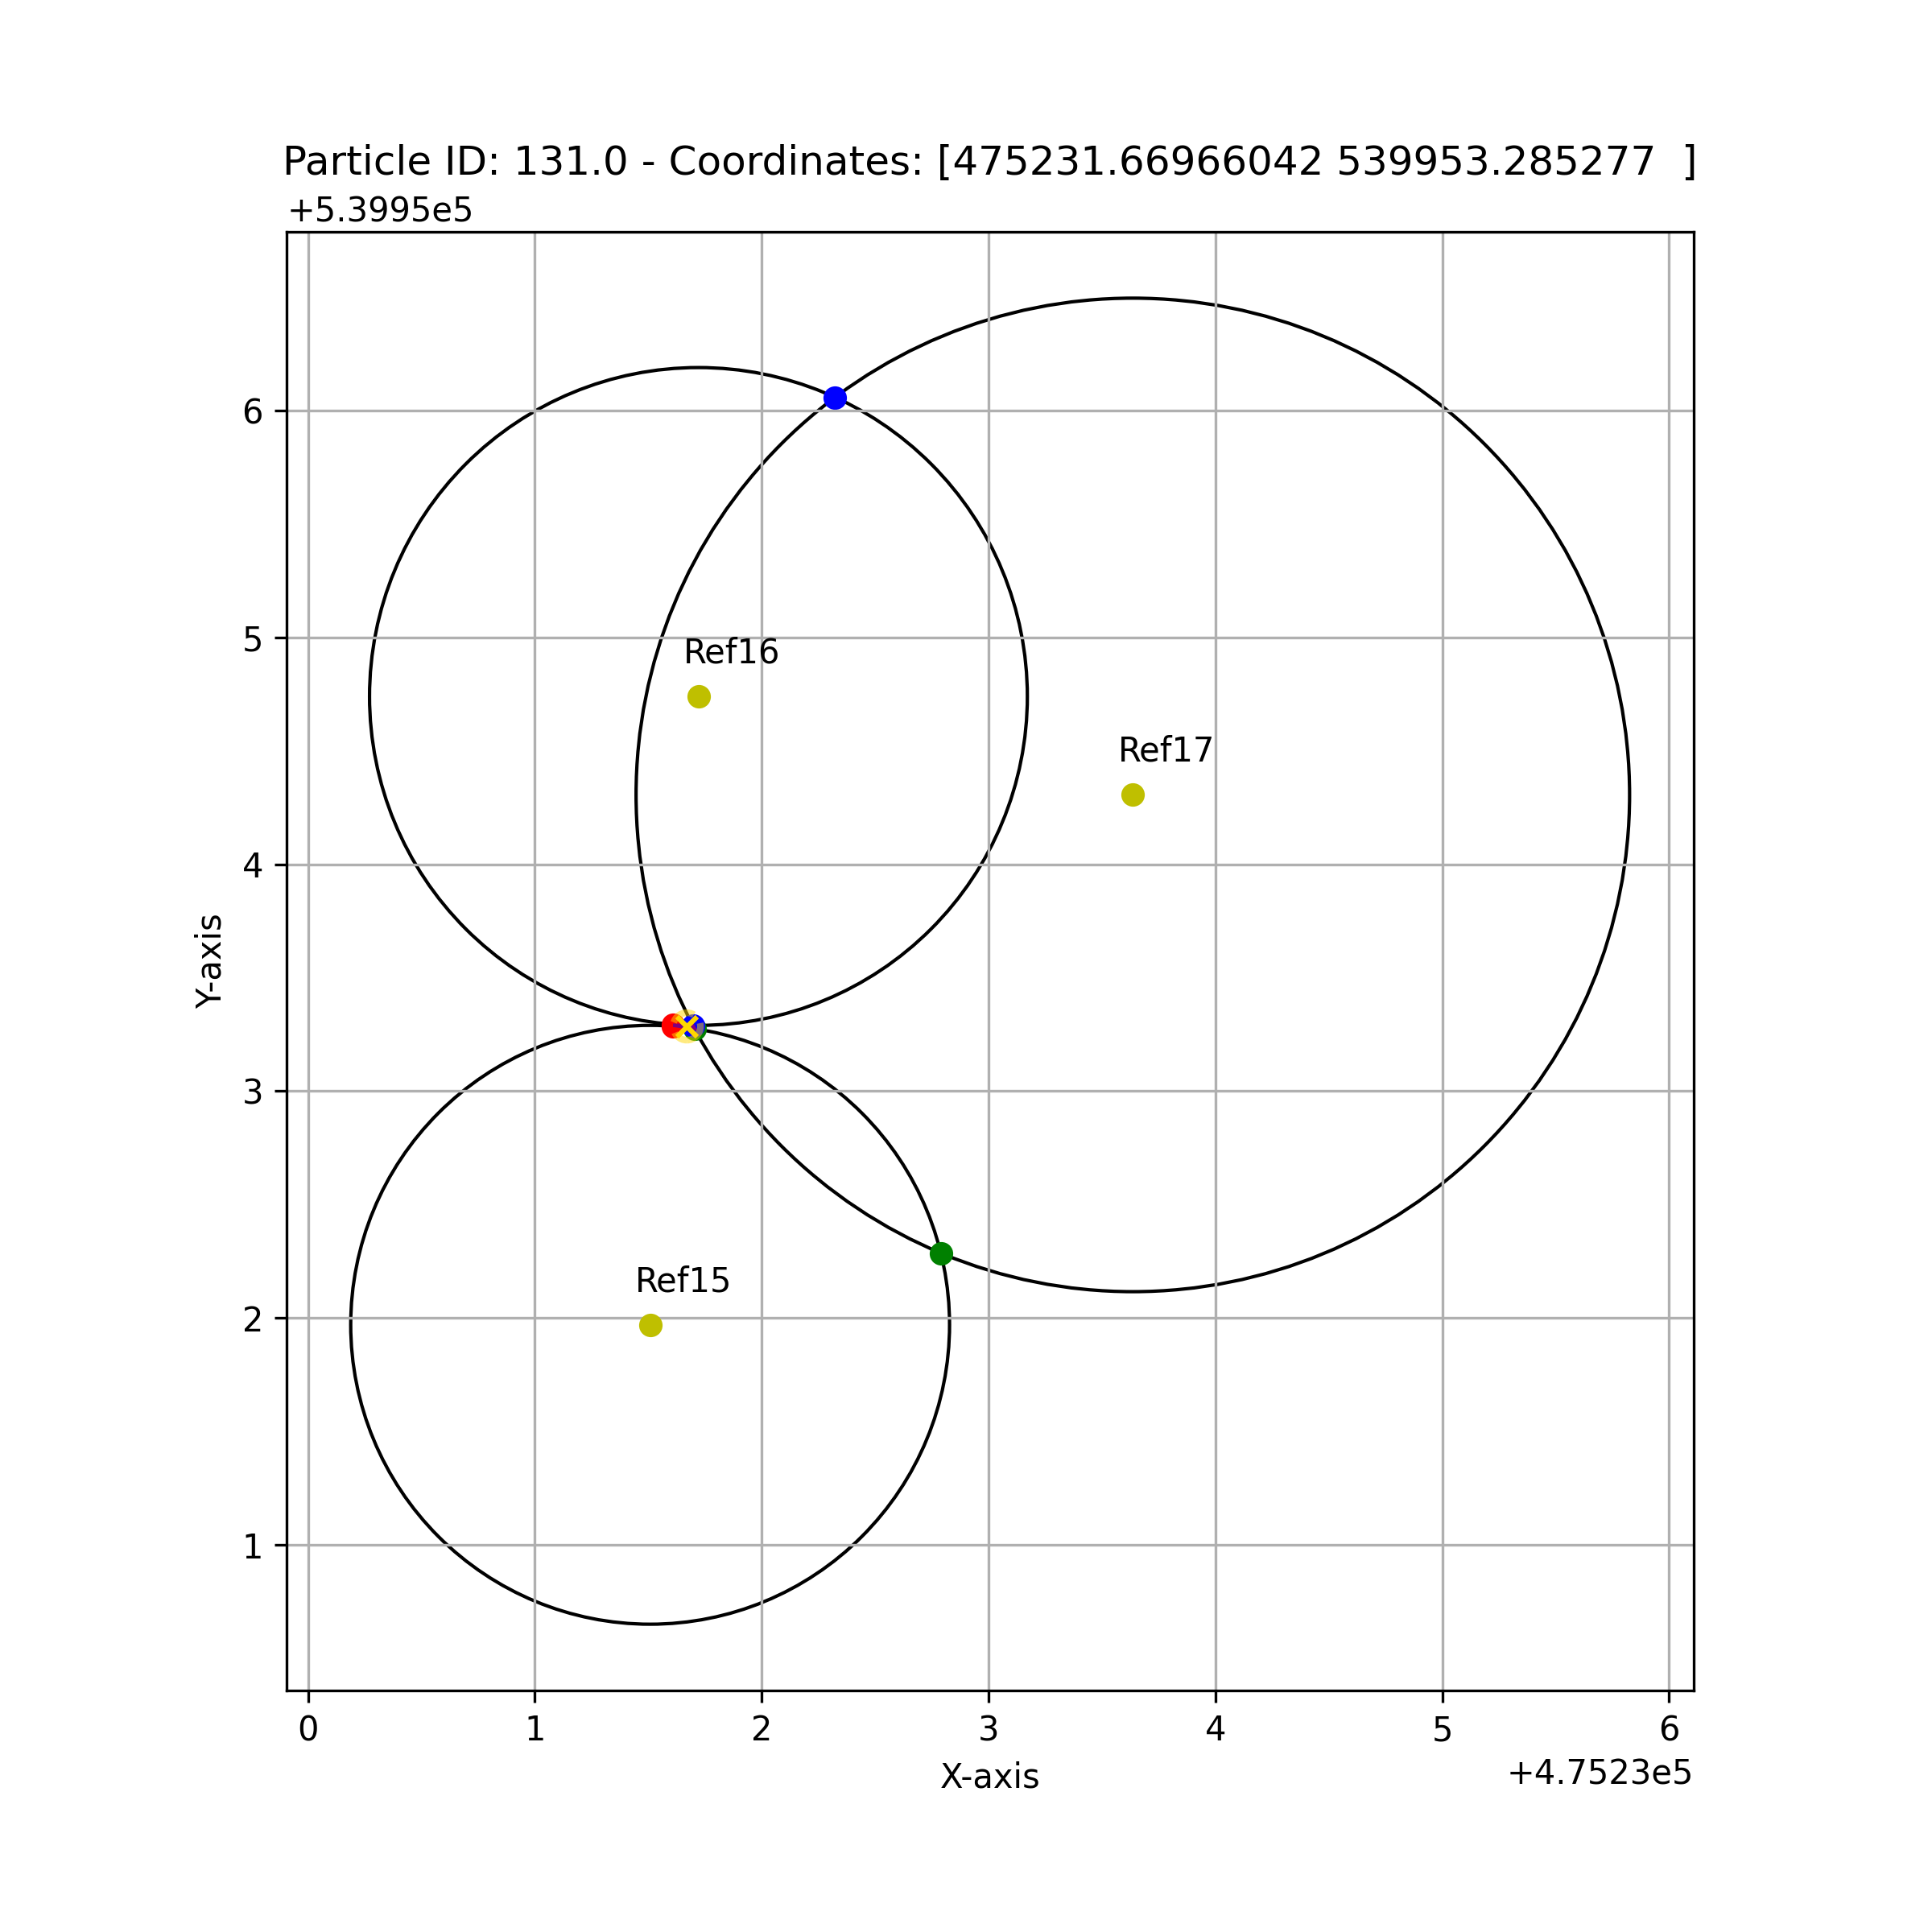 Particle ID: 131.0 - Coordinates: [475231.66966042 539953.285277  ]
+5.3995e5
6
5
Ref16
Ref17
4
Y-axis
3
Ref15
2
1
0 1 2 3 4 5 6
X-axis
+4.7523e5